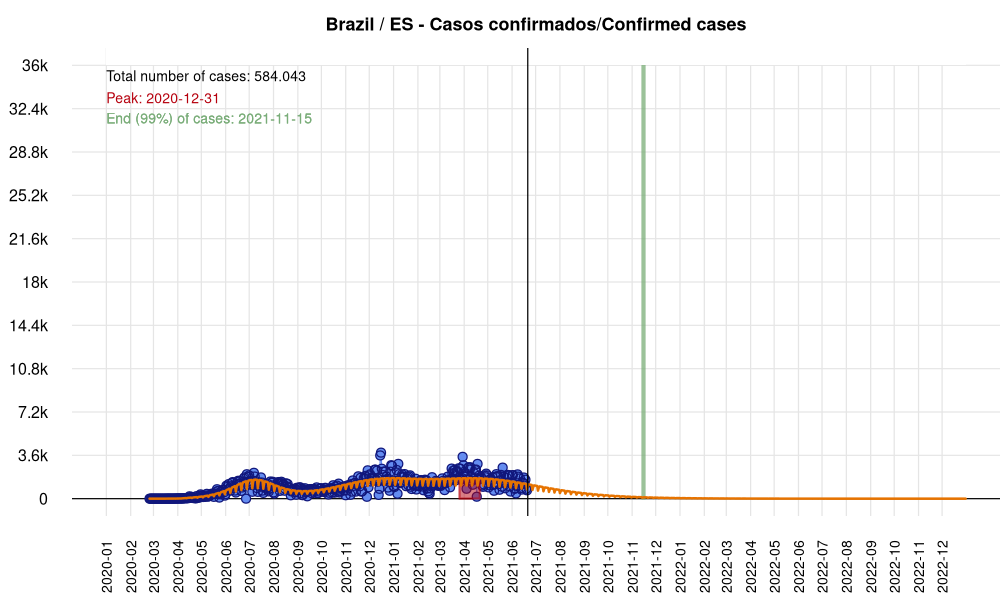 Brazil / ES - Casos confirmados/Confirmed cases
Total number of cases: 584.043
Peak: 2020-12-31
End (99%) of cases: 2021-11-15
36k
32.4k
28.8k
25.2k
21.6k
18k
14.4k
10.8k
7.2k
3.6k
0
2020-01
2020-02
2020-03
2020-04
2020-05
2020-06
2020-07
2020-08
2020-09
2020-10
2020-11
2020-12
2021-01
2021-02
2021-03
2021-04
2021-05
2021-06
2021-07
2021-08
2021-09
2021-10
2021-11
2021-12
2022-01
2022-02
2022-03
2022-04
2022-05
2022-06
2022-07
2022-08
2022-09
2022-10
2022-11
2022-12